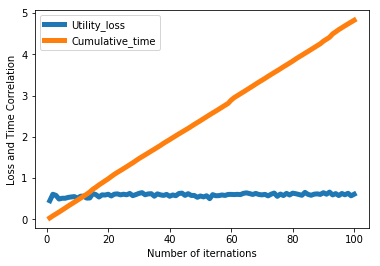 Utility_loss
Cumulative_time
Loss and Time Correlation
5
4
3
2
1
0
0 20 40 60 80 100
Number of iternations